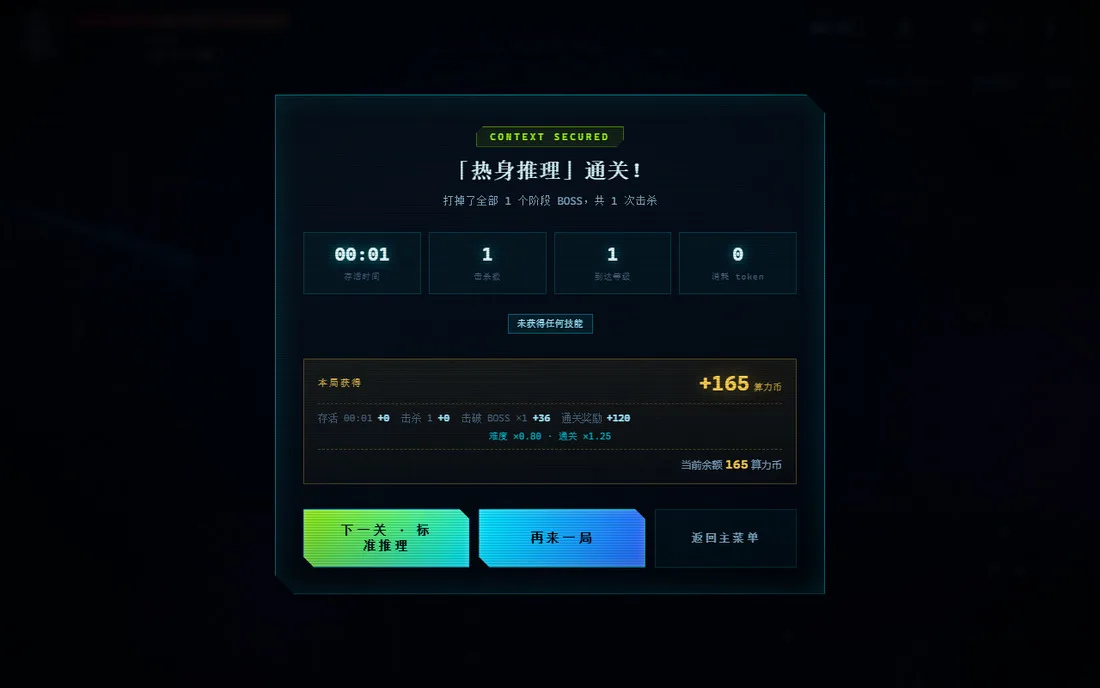 CONTEXT SECURED
「热身推理」通关!
打掉了全部 1 个阶段 BOSS，共 1 次击杀
00:01
存活时间
1
击杀数
1
到达等级
0
消耗 token
未获得任何技能
本局获得
+165 算力币
存活 00:01 +0 击杀 1 +0 击破 BOSS ×1 +36 通关奖励 +120
难度 ×0.80 · 通关 ×1.25
当前余额 165 算力币
下一关 · 标
准推理
再来一局
返回主菜单